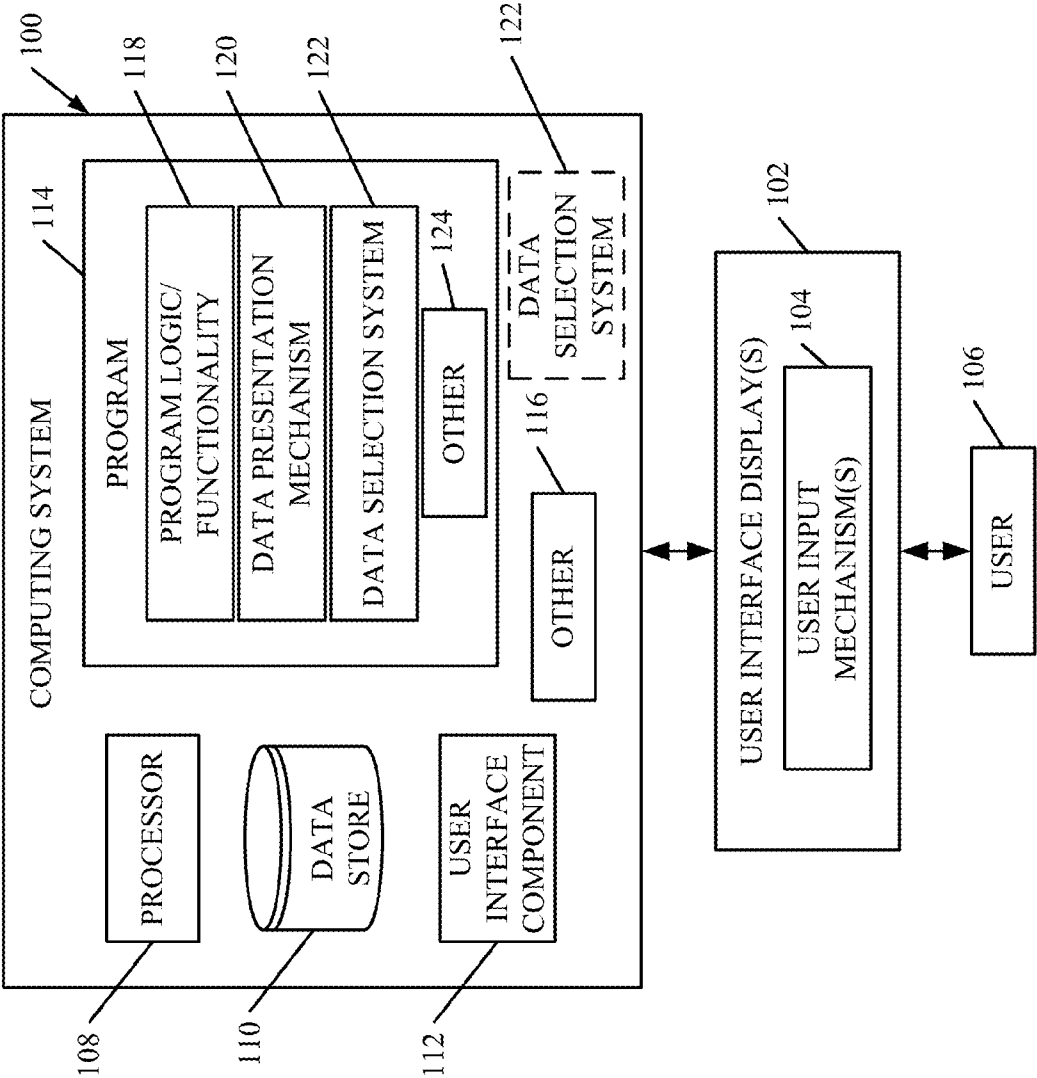 100
COMPUTING SYSTEM
108
PROCESSOR
110
DATA
STORE
112
USER
INTERFACE
COMPONENT
114
PROGRAM
118
PROGRAM LOGIC/
FUNCTIONALITY
120
DATA PRESENTATION
MECHANISM
122
DATA SELECTION SYSTEM
124
OTHER
116
OTHER
122
DATA
SELECTION
SYSTEM
102
USER INTERFACE DISPLAY(S)
104
USER INPUT
MECHANISM(S)
106
USER